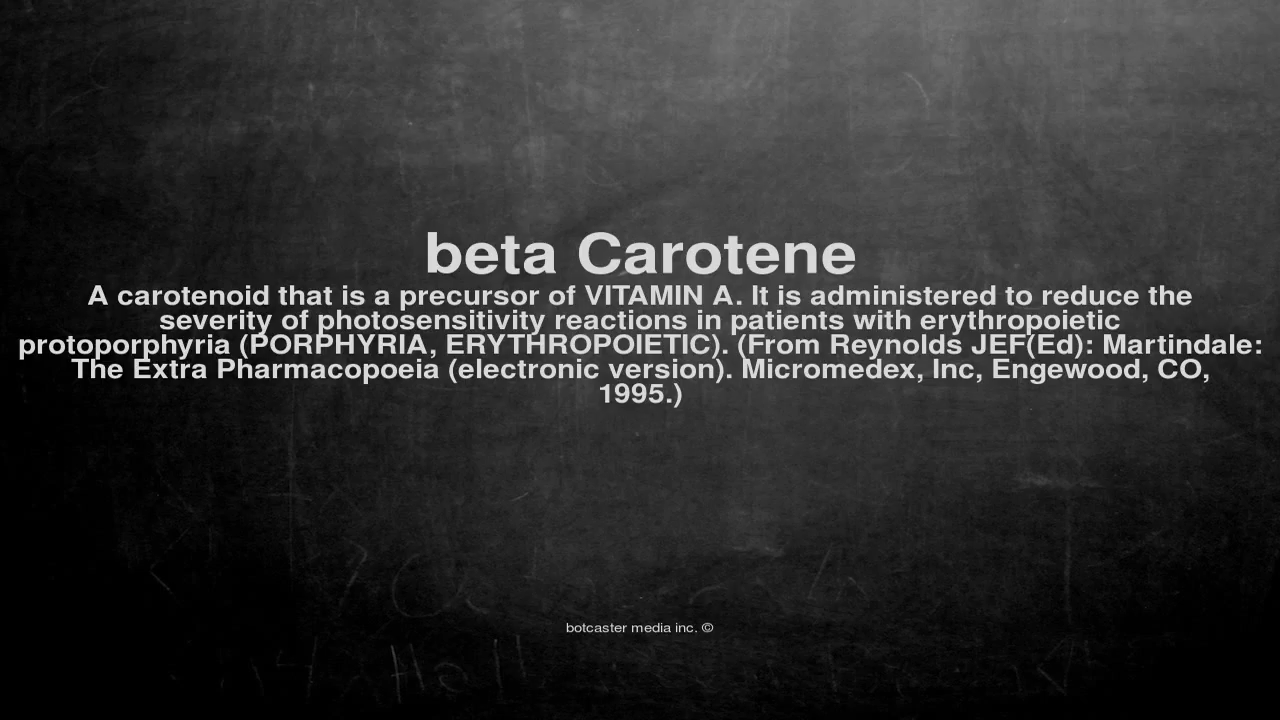 beta Carotene
A carotenoid that is a precursor of VITAMIN A. It is administered to reduce the
severity of photosensitivity reactions in patients with erythropoietic
protoporphyria (PORPHYRIA, ERYTHROPOIETIC). (From Reynolds JEF(Ed): Martindale:
The Extra Pharmacopoeia (electronic version). Micromedex, Inc, Engewood, CO,
1995.)
botcaster media inc. ©